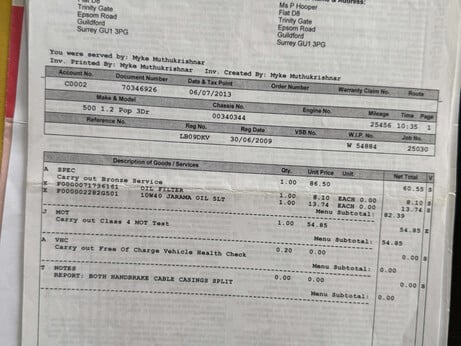 Flat D8
Trinity Gate
Epsom Road
Guildford
Surrey GU1 3PG
Ms P Hooper
Flat D8
Trinity Gate
Epsom Road
Guildford
Surrey GU1 3PG
You were served by: Myke Muthukrishnar
Inv. Printed By: Myke Muthukrishnar Inv. Created By: Myke Muthukrishnar
Account No. Document Number Date & Tax Point Order Number Warranty Claim No. Route
C0002 70346926 06/07/2013
Make & Model Chassis No. Engine No. Mileage Time Page
500 1.2 Pop 3Dr 00340344 25456 10:35 1
Reference No. Reg No. Reg Date VSB No. W.I.P. No. Job No.
LB09DKV 30/06/2009 W 54884 25030
Description of Goods / Services Qty. Unit Price Unit Net Total
A SPEC
Carry out Bronze Service 1.00 86.50 60.55 S
E F0000071736161 OIL FILTER 1.00 8.10 EACH 0.00 8.10 S
E F000002282G501 10W40 JARAMA OIL 5LT 1.00 13.74 EACH 0.00 13.74 S
Menu Subtotal: 82.39
J MOT
Carry out Class 4 MOT Test 1.00 54.85 54.85 E
Menu Subtotal: 54.85
A VHC
Carry out Free Of Charge Vehicle Health Check 0.20 0.00 0.00 S
Menu Subtotal: 0.00
T NOTES
REPORT: BOTH HANDBRAKE CABLE CASINGS SPLIT 0.00 0.00 0.00 S
Menu Subtotal: 0.00